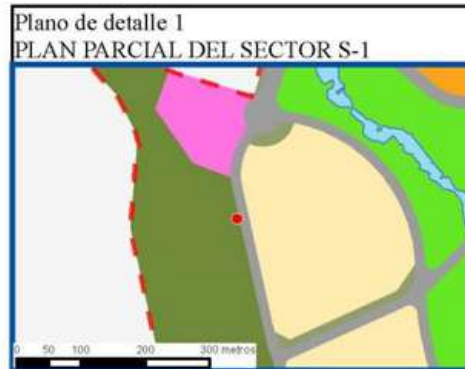 Plano de detalle 1
PLAN PARCIAL DEL SECTOR S-1
0 50 100 200 300 metros